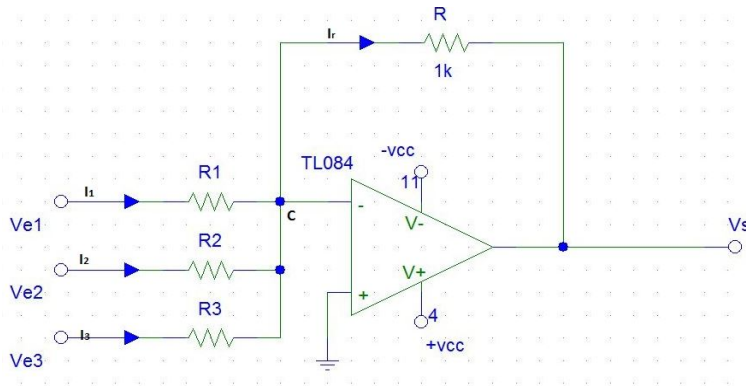 R
Ir
1k
TL084
-vcc
11
R1
I1
-
V-
C
Ve1
Vs
R2
I2
V+
Ve2
+
R3
4
I3
+vcc
Ve3